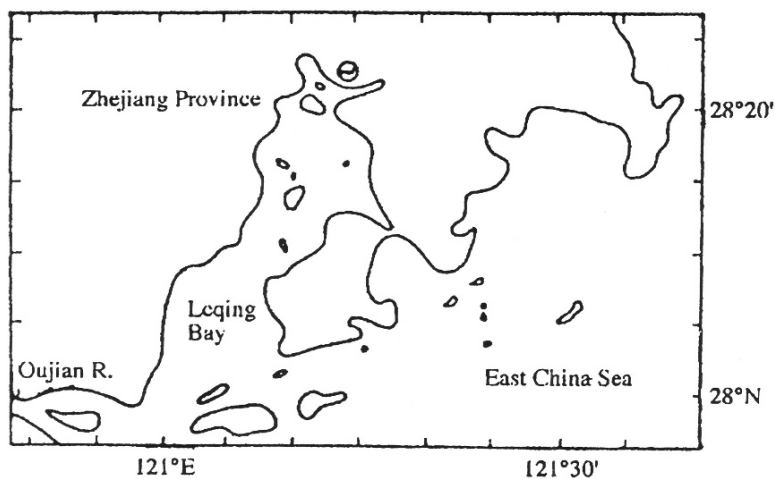 Zhejiang Province
28°20'
Leqing
Bay
Oujian R.
East China Sea
28°N
121°E
121°30'